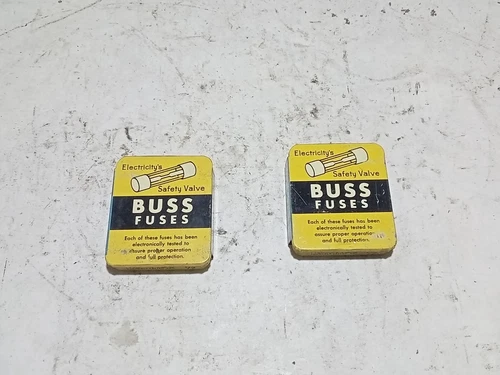 Electricity's
Safety Valve
BUSS
FUSES
Each of these fuses has been
electronically tested to
assure proper operation
and full protection.
Electricity's
Safety Valve
BUSS
FUSES
Each of these fuses has been
electronically tested to
assure proper operation
and full protection.